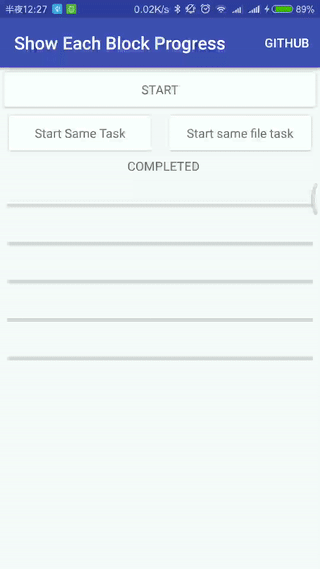 半夜12:27 0.02K/s 89%
Show Each Block Progress GITHUB
START
Start Same Task Start same file task
COMPLETED